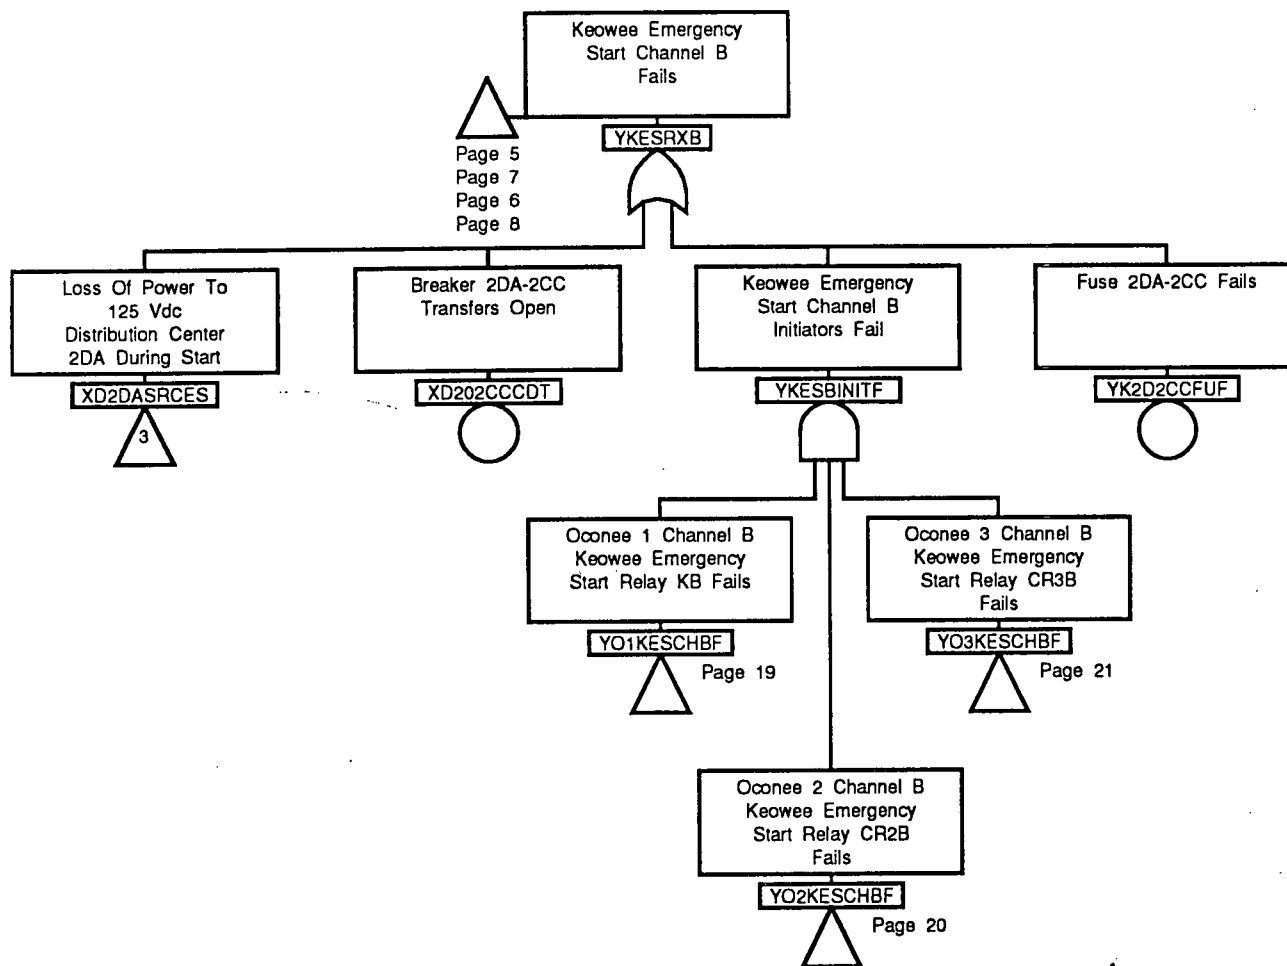 Keowee Emergency
Start Channel B
Fails
YKESRXB
Page 5
Page 7
Page 6
Page 8
Loss Of Power To
125 Vdc
Distribution Center
2DA During Start
XD2DASRCES
3
Breaker 2DA-2CC
Transfers Open
XD202CCCDT
Keowee Emergency
Start Channel B
Initiators Fail
YKESBINITF
Fuse 2DA-2CC Fails
YK2D2CCFUF
Oconee 1 Channel B
Keowee Emergency
Start Relay KB Fails
YO1KESCHBF
Page 19
Oconee 3 Channel B
Keowee Emergency
Start Relay CR3B
Fails
YO3KESCHBF
Page 21
Oconee 2 Channel B
Keowee Emergency
Start Relay CR2B
Fails
YO2KESCHBF
Page 20